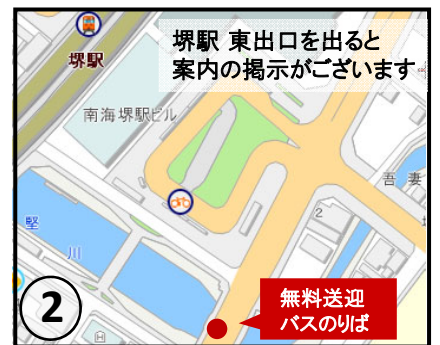 堺駅 東出口を出ると
案内の掲示がございます
堺駅
南海堺駅ビル
吾妻
2
竪
川
無料送迎
バスのりば
2
H